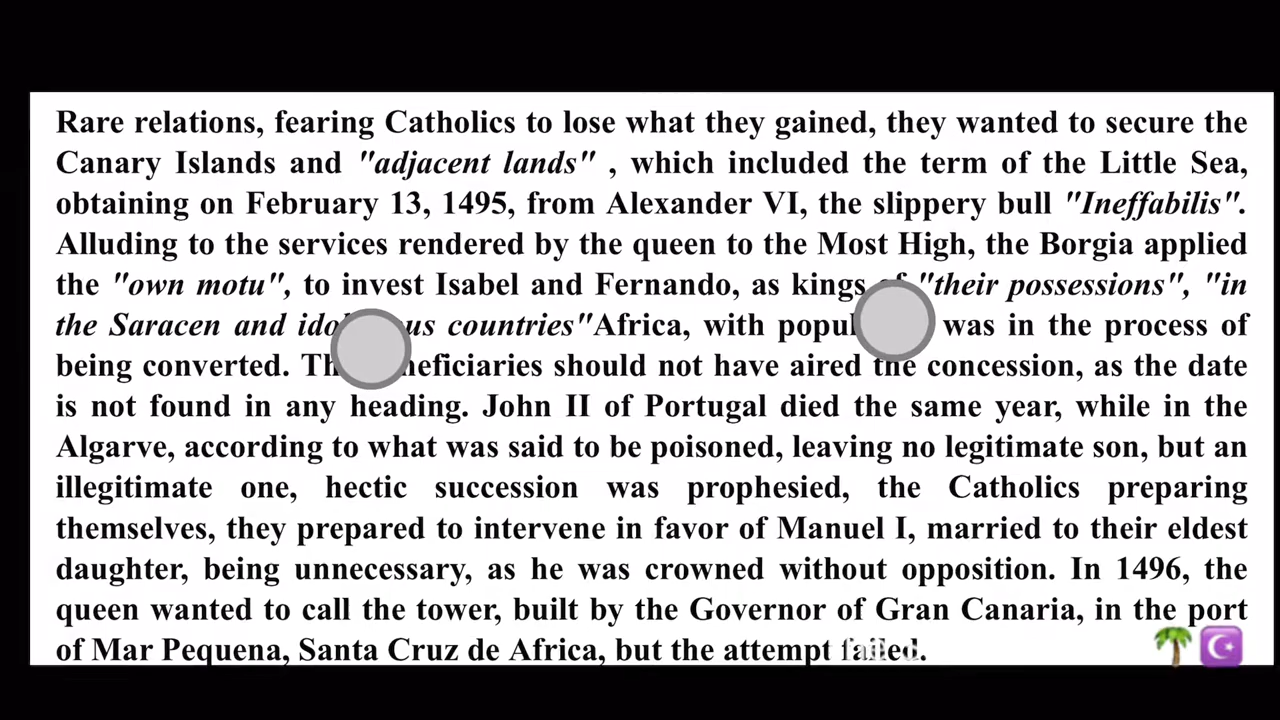 Rare relations, fearing Catholics to lose what they gained, they wanted to secure the
Canary Islands and "adjacent lands" , which included the term of the Little Sea,
obtaining on February 13, 1495, from Alexander VI, the slippery bull "Ineffabilis".
Alluding to the services rendered by the queen to the Most High, the Borgia applied
the "own motu", to invest Isabel and Fernando, as kings of "their possessions", "in
the Saracen and countries"Africa, with was in the process of
being converted. should not have aired the concession, as the date
is not found in any heading. John II of Portugal died the same year, while in the
Algarve, according to what was said to be poisoned, leaving no legitimate son, but an
illegitimate one, hectic succession was prophesied, the Catholics preparing
themselves, they prepared to intervene in favor of Manuel I, married to their eldest
daughter, being unnecessary, as he was crowned without opposition. In 1496, the
queen wanted to call the tower, built by the Governor of Gran Canaria, in the port
of Mar Pequena, Santa Cruz de Africa, but the attempt failed.